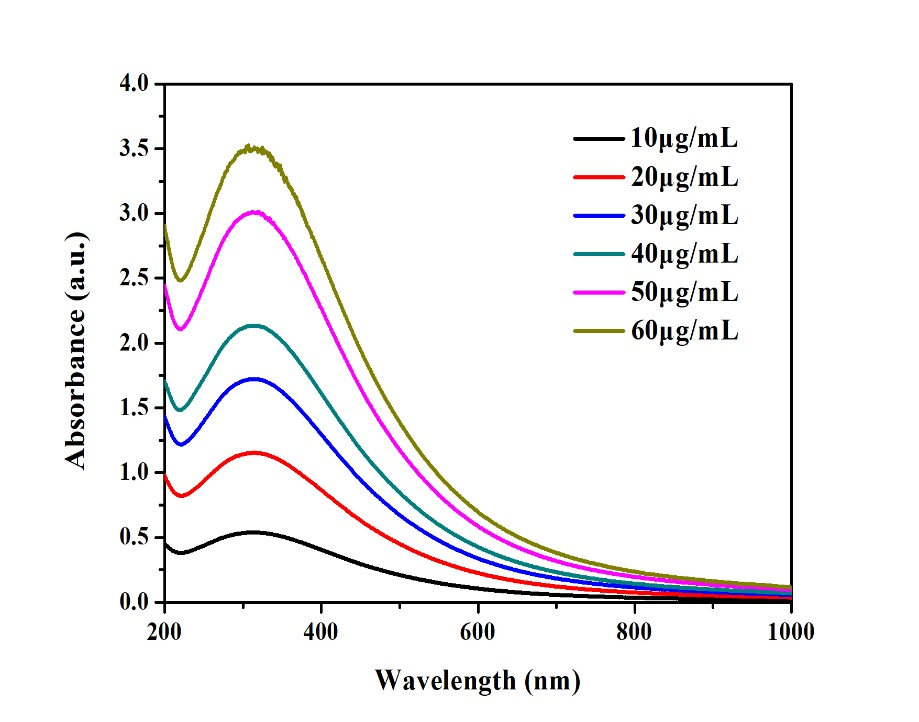 4.0
3.5
3.0
2.5
2.0
1.5
1.0
0.5
0.0
Absorbance (a.u.)
10µg/mL
20µg/mL
30µg/mL
40µg/mL
50µg/mL
60µg/mL
200 400 600 800 1000
Wavelength (nm)